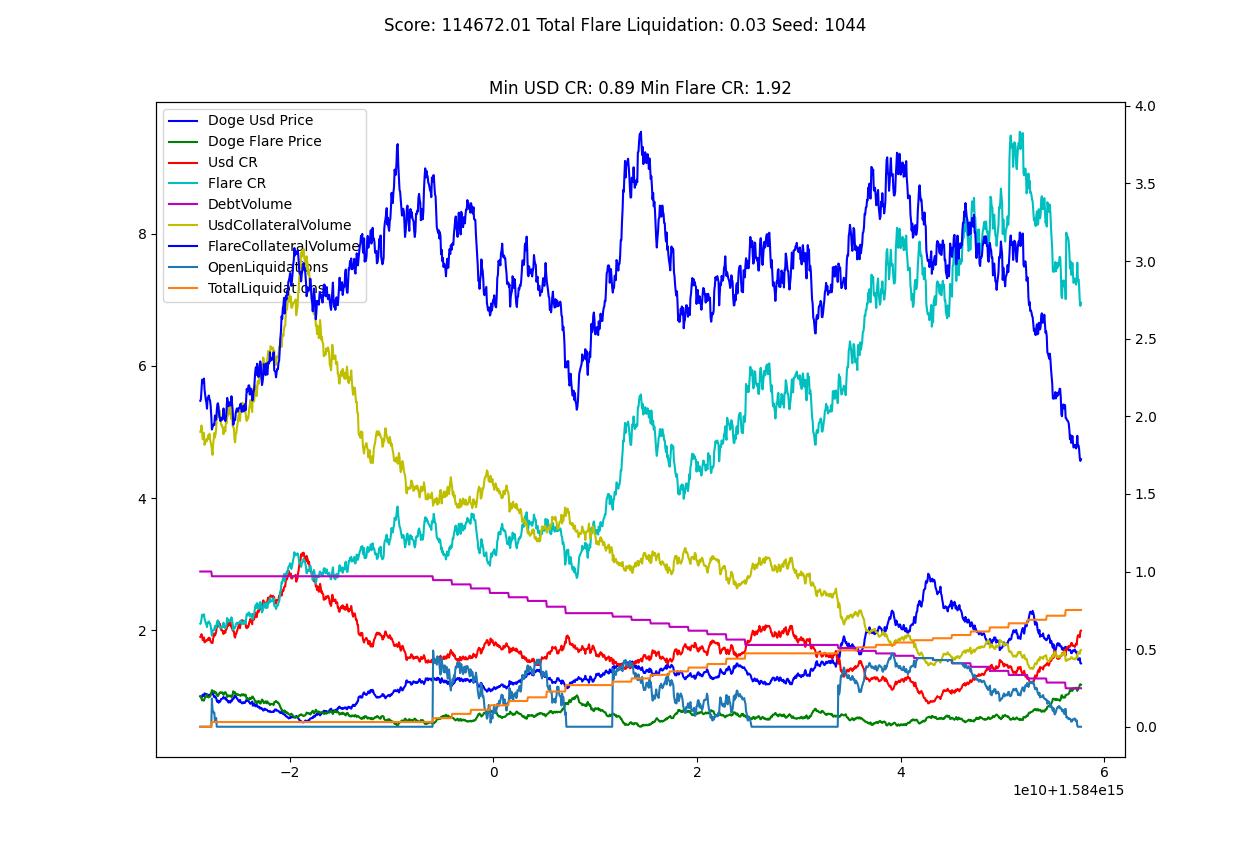 Score: 114672.01 Total Flare Liquidation: 0.03 Seed: 1044
Min USD CR: 0.89 Min Flare CR: 1.92
Doge Usd Price
Doge Flare Price
Usd CR
Flare CR
DebtVolume
UsdCollateralVolume
FlareCollateralVolume
OpenLiquidations
TotalLiquidations
8
6
4
2
4.0
3.5
3.0
2.5
2.0
1.5
1.0
0.5
0.0
−2 0 2 4 6
1e10+1.584e15